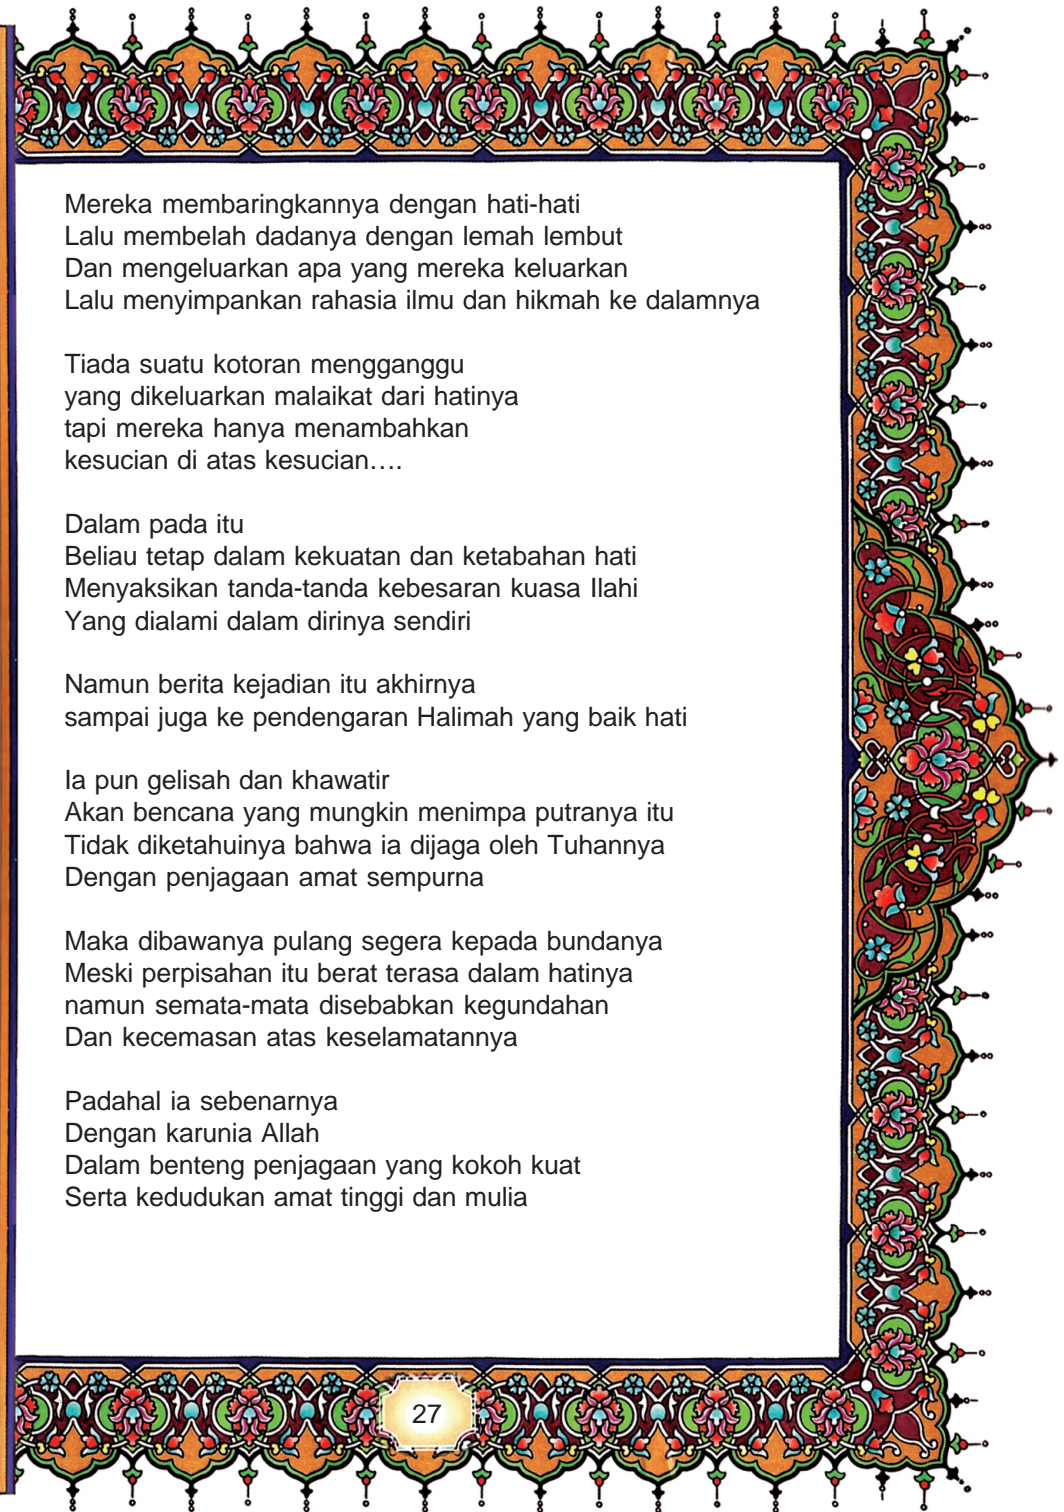 Mereka membaringkannya dengan hati-hati
Lalu membelah dadanya dengan lemah lembut
Dan mengeluarkan apa yang mereka keluarkan
Lalu menyimpankan rahasia ilmu dan hikmah ke dalamnya

Tiada suatu kotoran mengganggu
yang dikeluarkan malaikat dari hatinya
tapi mereka hanya menambahkan
kesucian di atas kesucian….

Dalam pada itu
Beliau tetap dalam kekuatan dan ketabahan hati
Menyaksikan tanda-tanda kebesaran kuasa Ilahi
Yang dialami dalam dirinya sendiri

Namun berita kejadian itu akhirnya
sampai juga ke pendengaran Halimah yang baik hati

Ia pun gelisah dan khawatir
Akan bencana yang mungkin menimpa putranya itu
Tidak diketahuinya bahwa ia dijaga oleh Tuhannya
Dengan penjagaan amat sempurna

Maka dibawanya pulang segera kepada bundanya
Meski perpisahan itu berat terasa dalam hatinya
namun semata-mata disebabkan kegundahan
Dan kecemasan atas keselamatannya

Padahal ia sebenarnya
Dengan karunia Allah
Dalam benteng penjagaan yang kokoh kuat
Serta kedudukan amat tinggi dan mulia

27